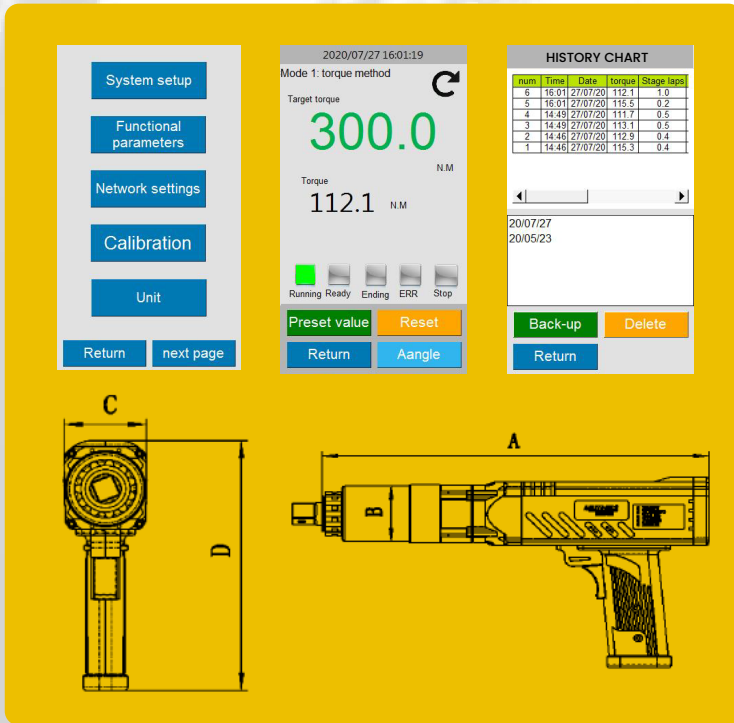 System setup
Functional
parameters
Network settings
Calibration
Unit
Return
next page
2020/07/27 16:01:19
Mode 1: torque method
Target torque
300.0
N.M
Torque
112.1 N.M
Running Ready Ending ERR Stop
Preset value Reset
Return Aangle
HISTORY CHART
num Time Date torque Stage laps
6 16:01 27/07/20 112.1 1.0
5 16:01 27/07/20 115.5 0.2
4 14:49 27/07/20 111.7 0.5
3 14:49 27/07/20 113.1 0.5
2 14:46 27/07/20 112.9 0.4
1 14:46 27/07/20 115.3 0.4
20/07/27
20/05/23
Back-up Delete
Return
C
D
A
B